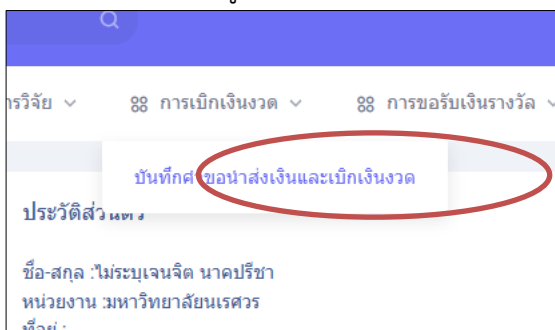 การเบิกเงินงวด
การขอรับเงินรางวัล
บันทึกคำขอนำส่งเงินและเบิกเงินงวด
ประวัติส่วนตัว
ชื่อ-สกุล :ไม่ระบุเจนจิต นาคปรีชา
หน่วยงาน :มหาวิทยาลัยนเรศวร
ที่อยู่ :